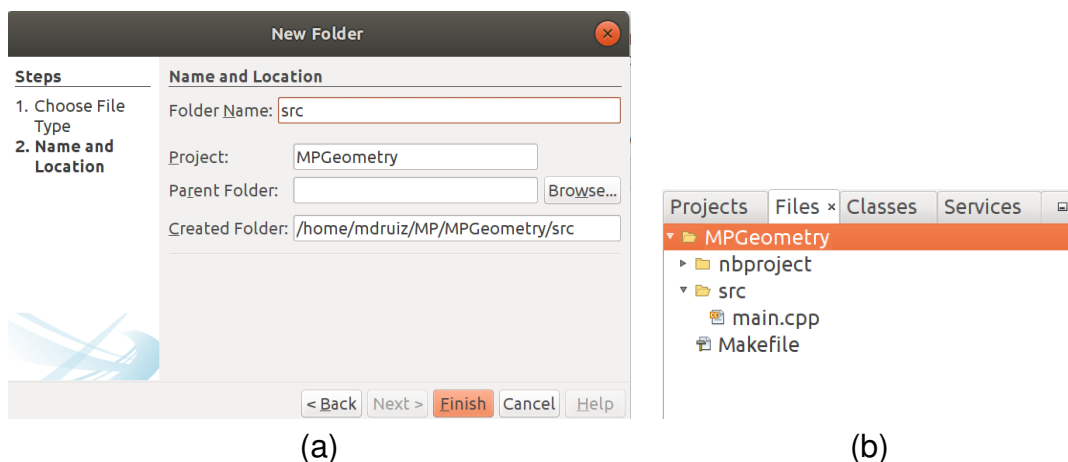 New Folder
Steps
1. Choose File
Type
2. Name and
Location
Name and Location
Folder Name: src
Project: MPGeometry
Parent Folder: Browse...
Created Folder: /home/mdruiz/MP/MPGeometry/src
< Back Next > Finish Cancel Help
(a)
Projects Files × Classes Services
MPGeometry
nbproject
src
main.cpp
Makefile
(b)